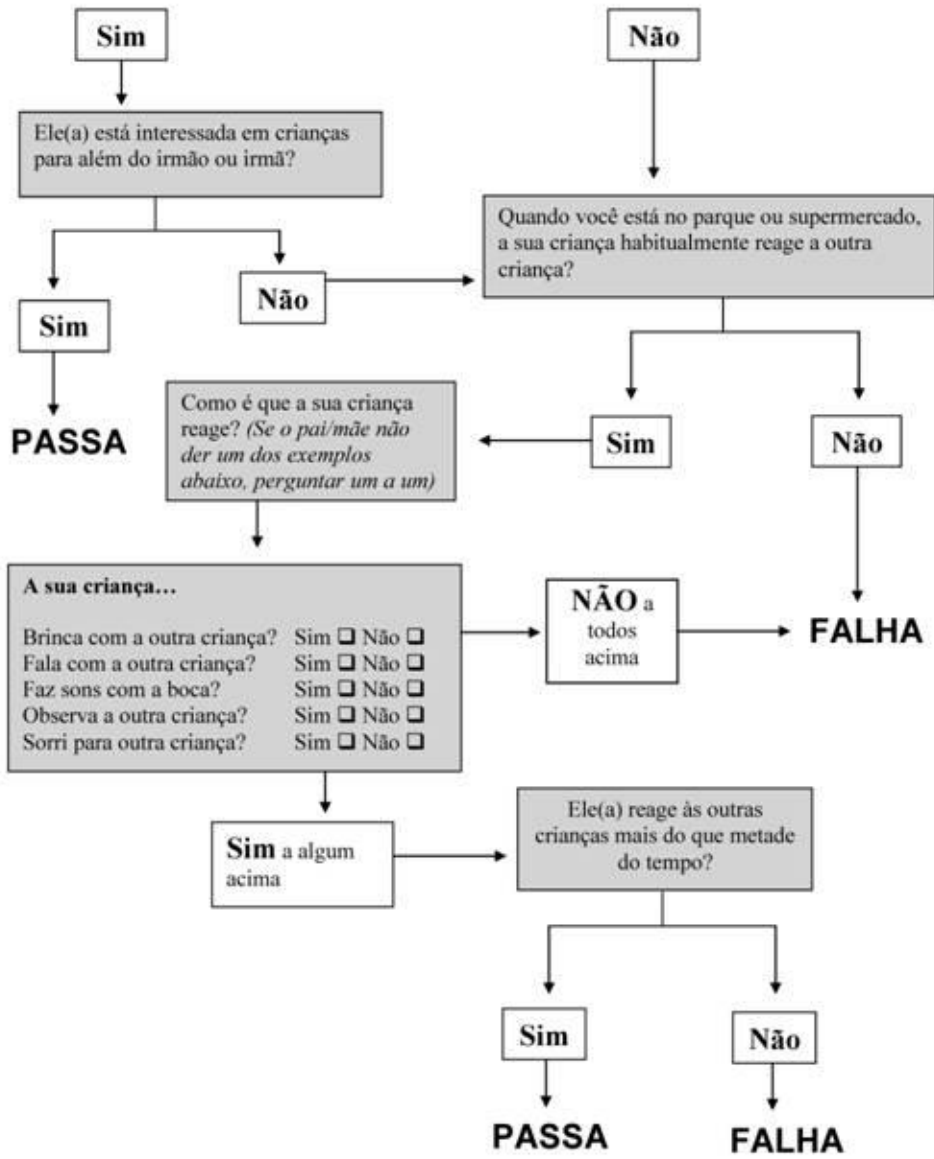 Sim
Não
Ele(a) está interessada em crianças
para além do irmão ou irmã?
Quando você está no parque ou supermercado,
a sua criança habitualmente reage a outra
criança?
Sim
Não
PASSA
Como é que a sua criança
reage? (Se o pai/mãe não
der um dos exemplos
abaixo, perguntar um a um)
Sim
Não
A sua criança…
Brinca com a outra criança? Sim ❑ Não ❑
Fala com a outra criança? Sim ❑ Não ❑
Faz sons com a boca? Sim ❑ Não ❑
Observa a outra criança? Sim ❑ Não ❑
Sorri para outra criança? Sim ❑ Não ❑
NÃO a
todos
acima
FALHA
Sim a algum
acima
Ele(a) reage às outras
crianças mais do que metade
do tempo?
Sim
Não
PASSA
FALHA